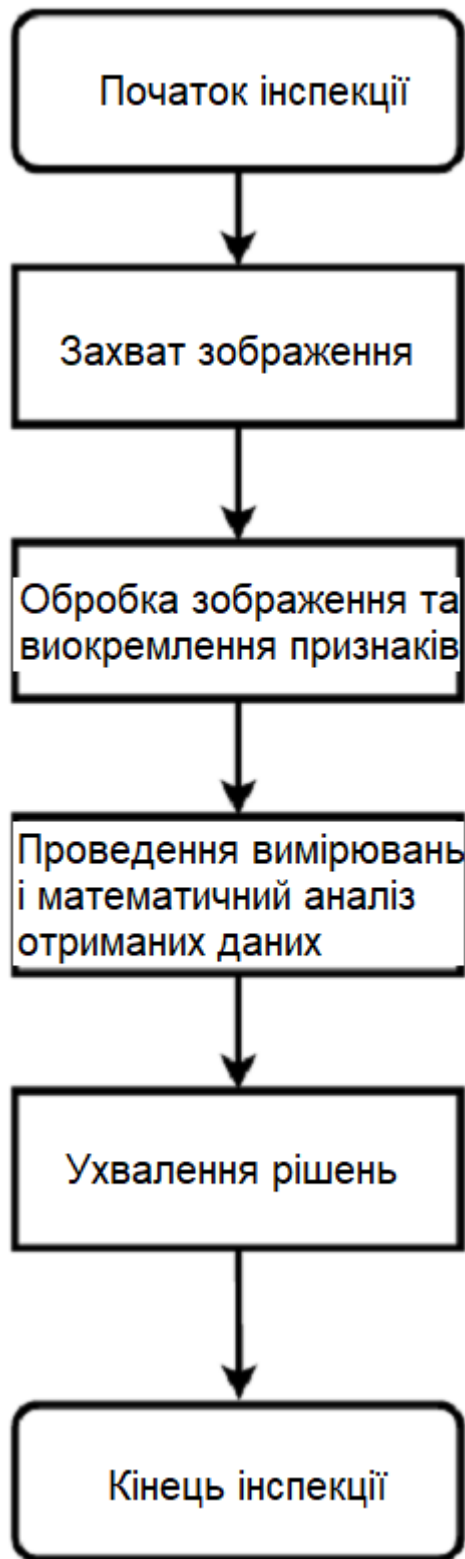 Початок інспекції
Захват зображення
Обробка зображення та
виокремлення признаків
Проведення вимірювань
і математичний аналіз
отриманих даних
Ухвалення рішень
Кінець інспекції